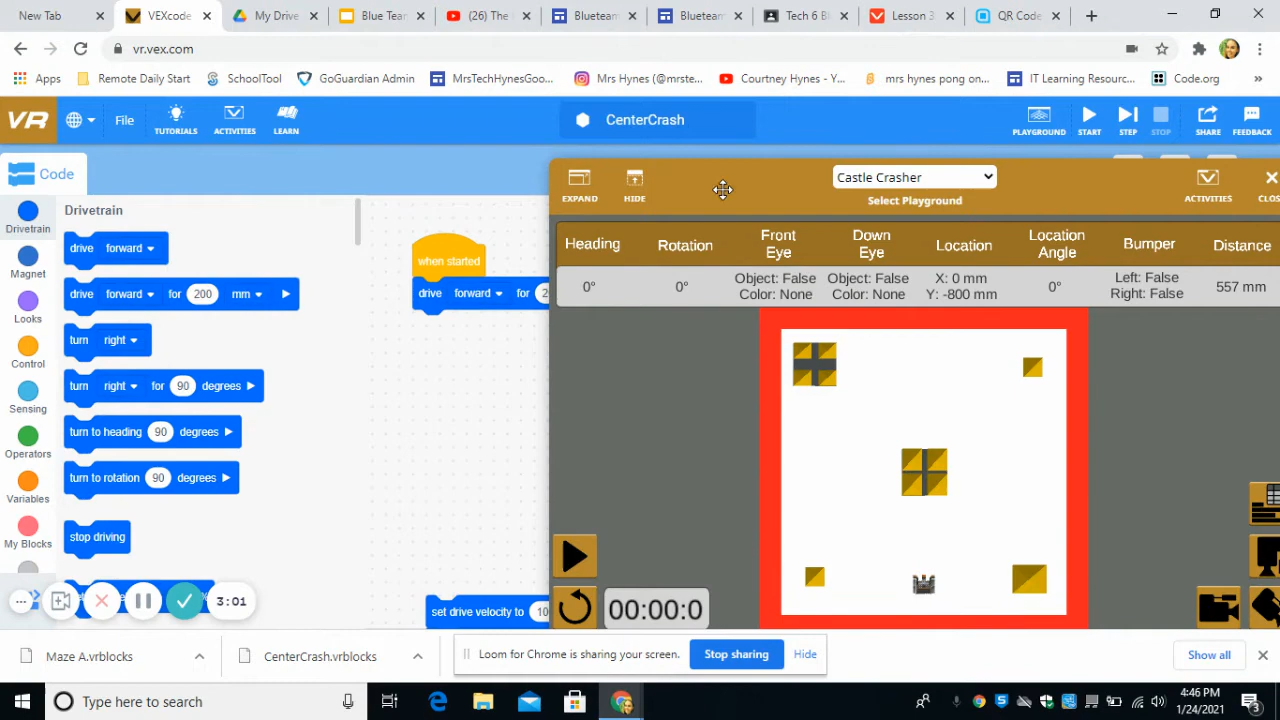 New Tab
VEXcode
My Drive
Blue Tea
(26) The
Blueteam
Blueteam
Tech 6 B
Lesson 3
QR Code
vr.vex.com
Apps
Remote Daily Start
SchoolTool
GoGuardian Admin
MrsTechHynesGoo...
Mrs Hynes (@mrste...
Courtney Hynes - Y...
mrs hynes pong on...
IT Learning Resourc...
Code.org
»
VR
File
TUTORIALS
ACTIVITIES
LEARN
CenterCrash
PLAYGROUND
START
STEP
STOP
SHARE
FEEDBACK
Code
EXPAND
HIDE
Castle Crasher
Select Playground
ACTIVITIES
CLOS
Drivetrain
Drivetrain
Magnet
Looks
Control
Sensing
Operators
Variables
My Blocks
drive forward
drive forward for 200 mm
turn right
turn right for 90 degrees
turn to heading 90 degrees
turn to rotation 90 degrees
stop driving
when started
drive forward for 2
set drive velocity to 10
Heading
Rotation
Front Eye
Down Eye
Location
Location Angle
Bumper
Distance
0°
0°
Object: False
Color: None
Object: False
Color: None
X: 0 mm
Y: -800 mm
0°
Left: False
Right: False
557 mm
00:00:0
3:01
Maze A.vrblocks
CenterCrash.vrblocks
Loom for Chrome is sharing your screen.
Stop sharing
Hide
Show all
Type here to search
4:46 PM
1/24/2021
3